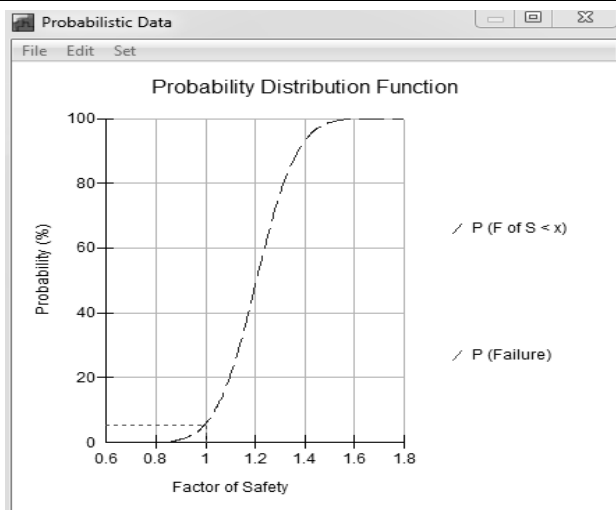 Probabilistic Data
File Edit Set
Probability Distribution Function
Probability (%)
100
80
60
40
20
0
0.6 0.8 1 1.2 1.4 1.6 1.8
Factor of Safety
P (F of S < x)
P (Failure)